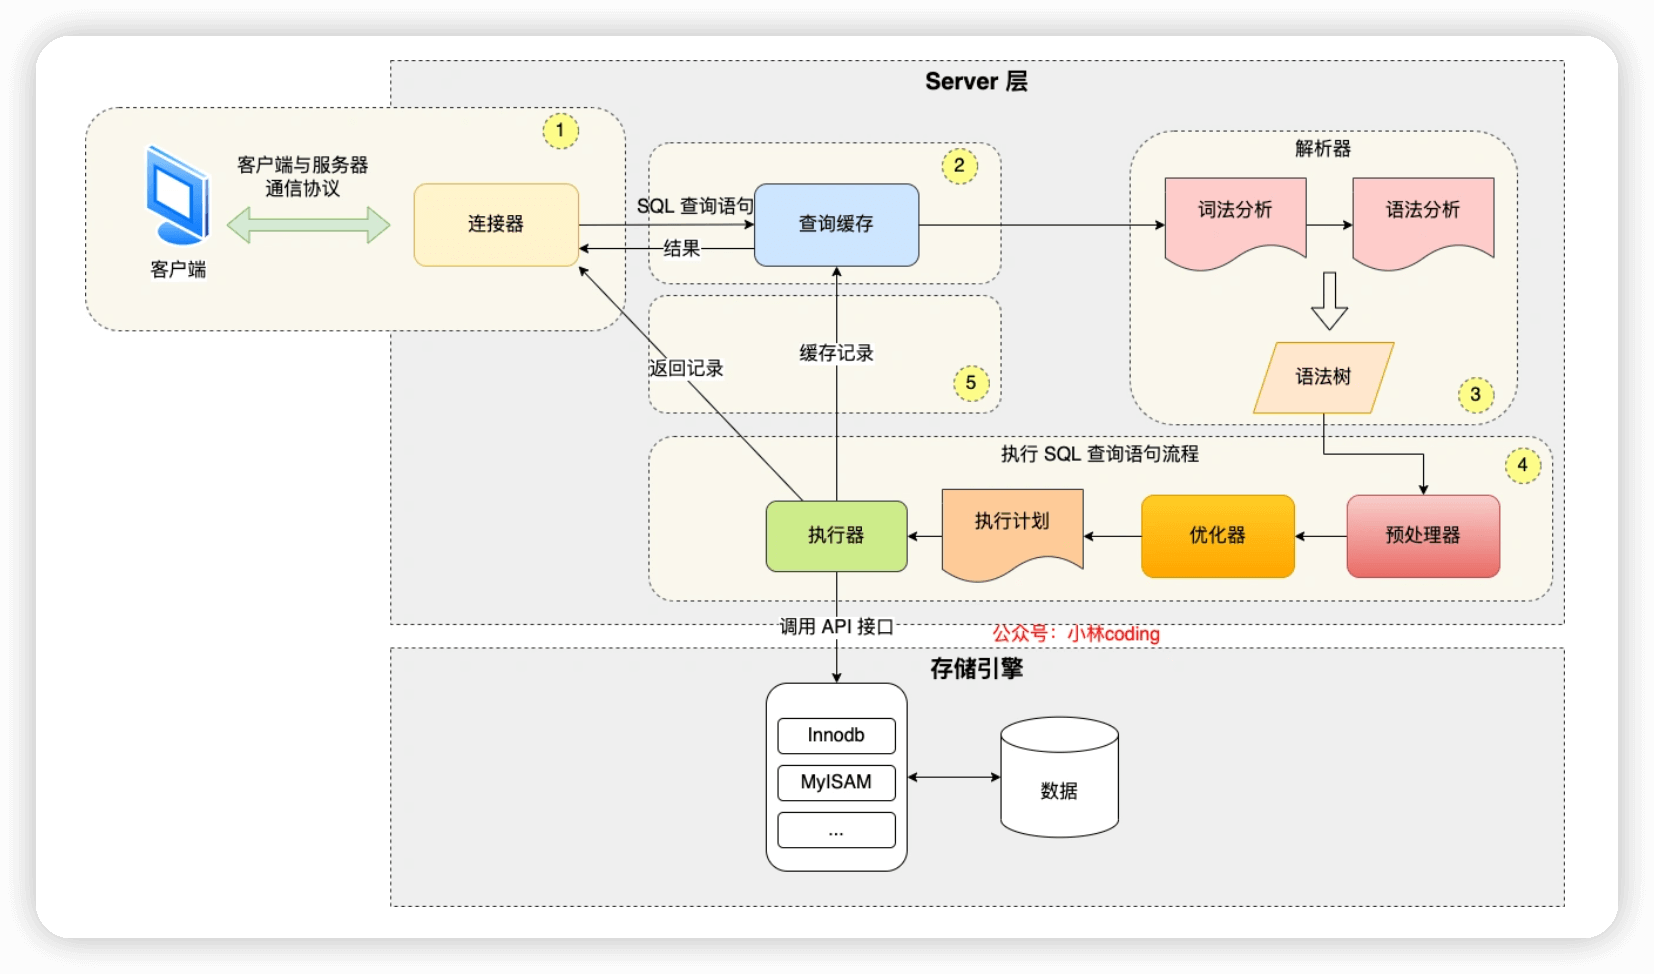 Server 层
1
客户端与服务器
通信协议
客户端
连接器
SQL 查询语句
结果
2
查询缓存
解析器
词法分析
语法分析
语法树
3
返回记录
缓存记录
5
执行 SQL 查询语句流程
4
执行器
执行计划
优化器
预处理器
调用 API 接口
公众号：小林coding
存储引擎
Innodb
MyISAM
...
数据